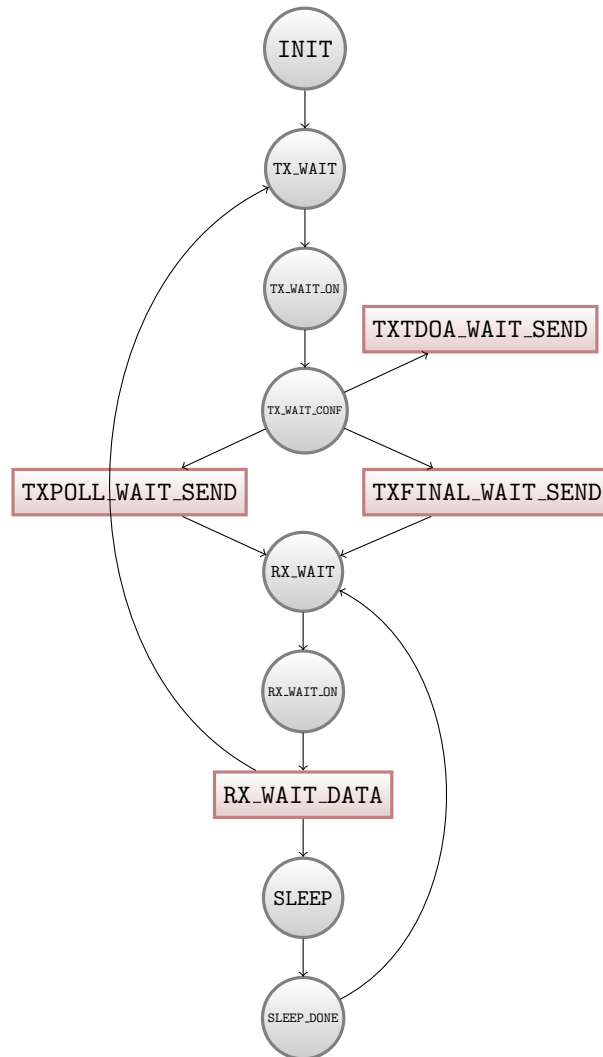 INIT
TX_WAIT
TX_WAIT_ON
TXTDOA_WAIT_SEND
TX_WAIT_CONF
TXPOLL_WAIT_SEND
TXFINAL_WAIT_SEND
RX_WAIT
RX_WAIT_ON
RX_WAIT_DATA
SLEEP
SLEEP_DONE